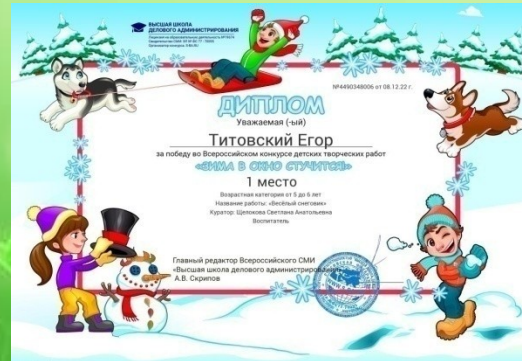 ВЫСШАЯ ШКОЛА
ДЕЛОВОГО АДМИНИСТРИРОВАНИЯ
№4490348006 от 08.12.22 г.
ДИПЛОМ
Уважаемая (-ый)
Титовский Егор
за победу во Всероссийском конкурсе детских творческих работ
«ЗИМА В ОКНО СТУЧИТСЯ!»
1 место
Возрастная категория от 5 до 6 лет
Название работы: «Весёлый снеговик»
Куратор: Щелокова Светлана Анатольевна
Воспитатель
Главный редактор Всероссийского СМИ
«Высшая школа делового администрирования»
А.В. Скрипов